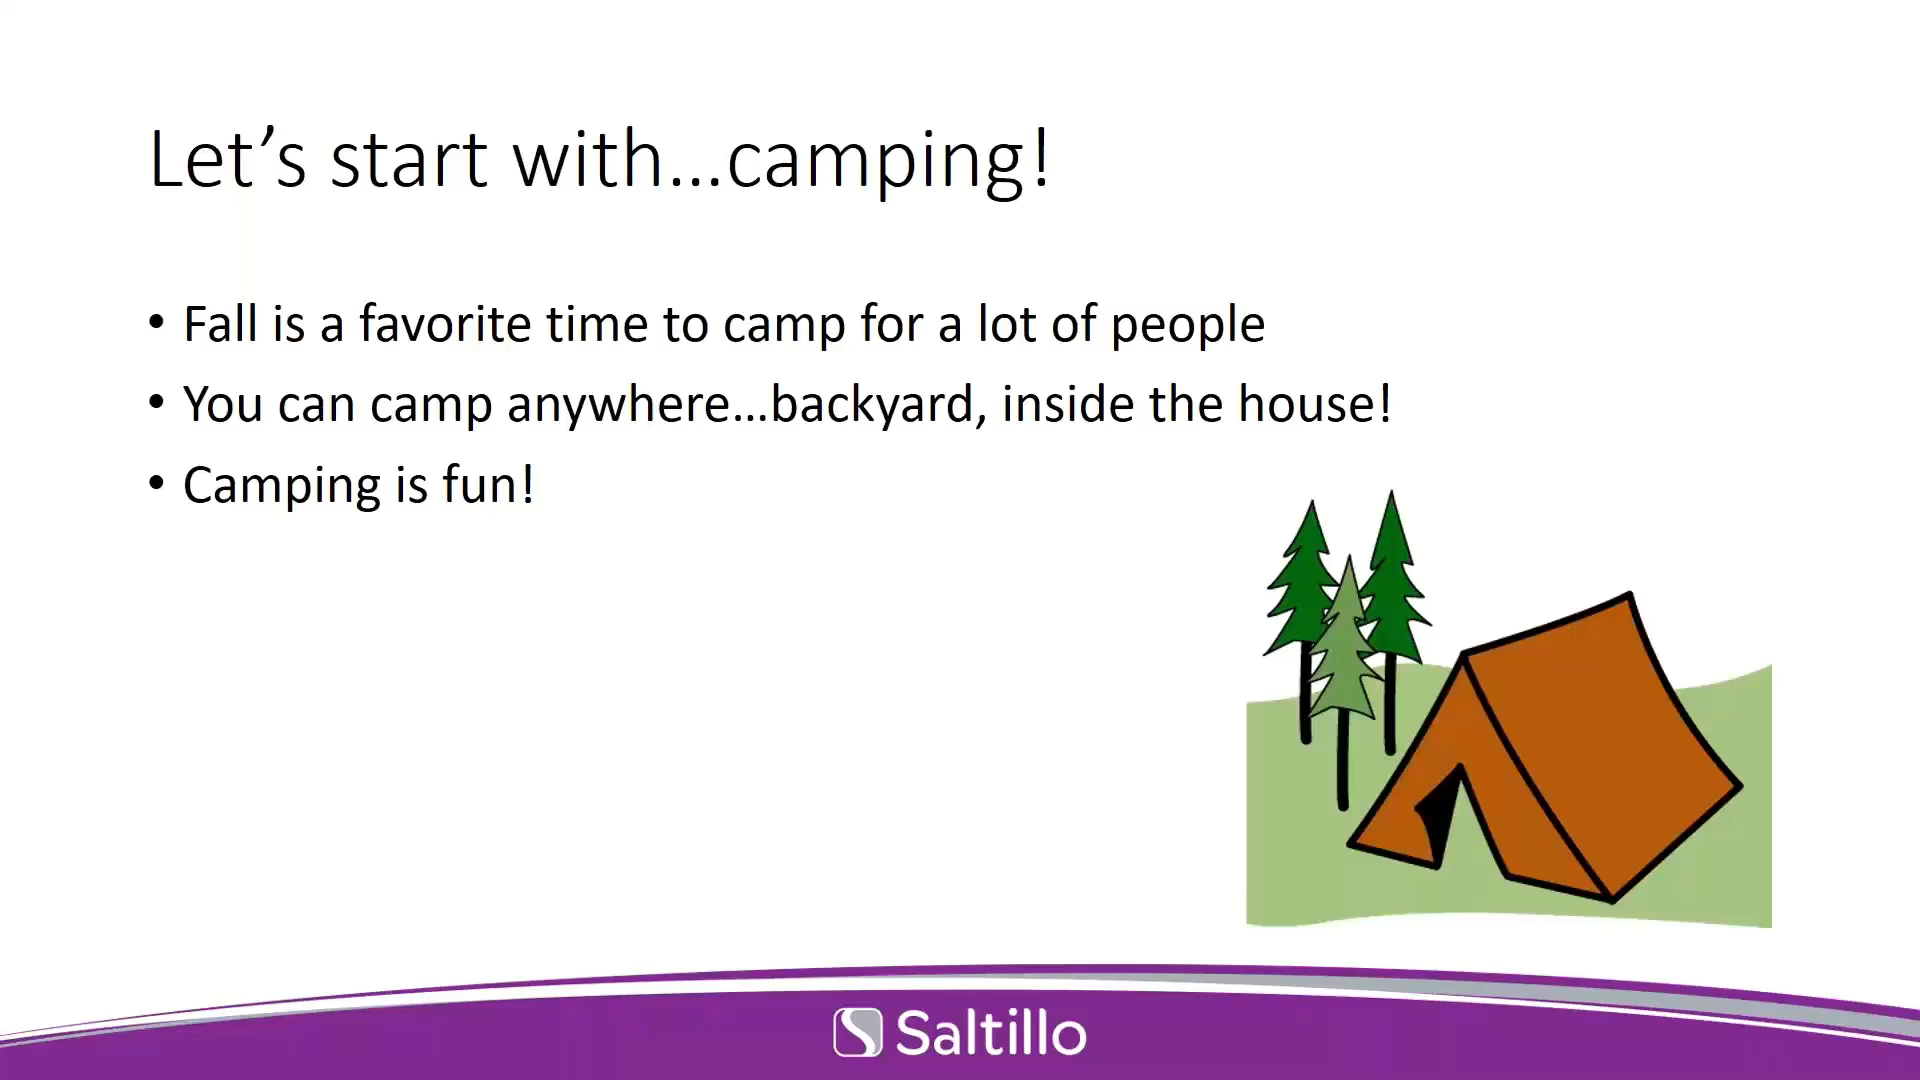 Let’s start with…camping!
• Fall is a favorite time to camp for a lot of people
• You can camp anywhere…backyard, inside the house!
• Camping is fun!
Saltillo